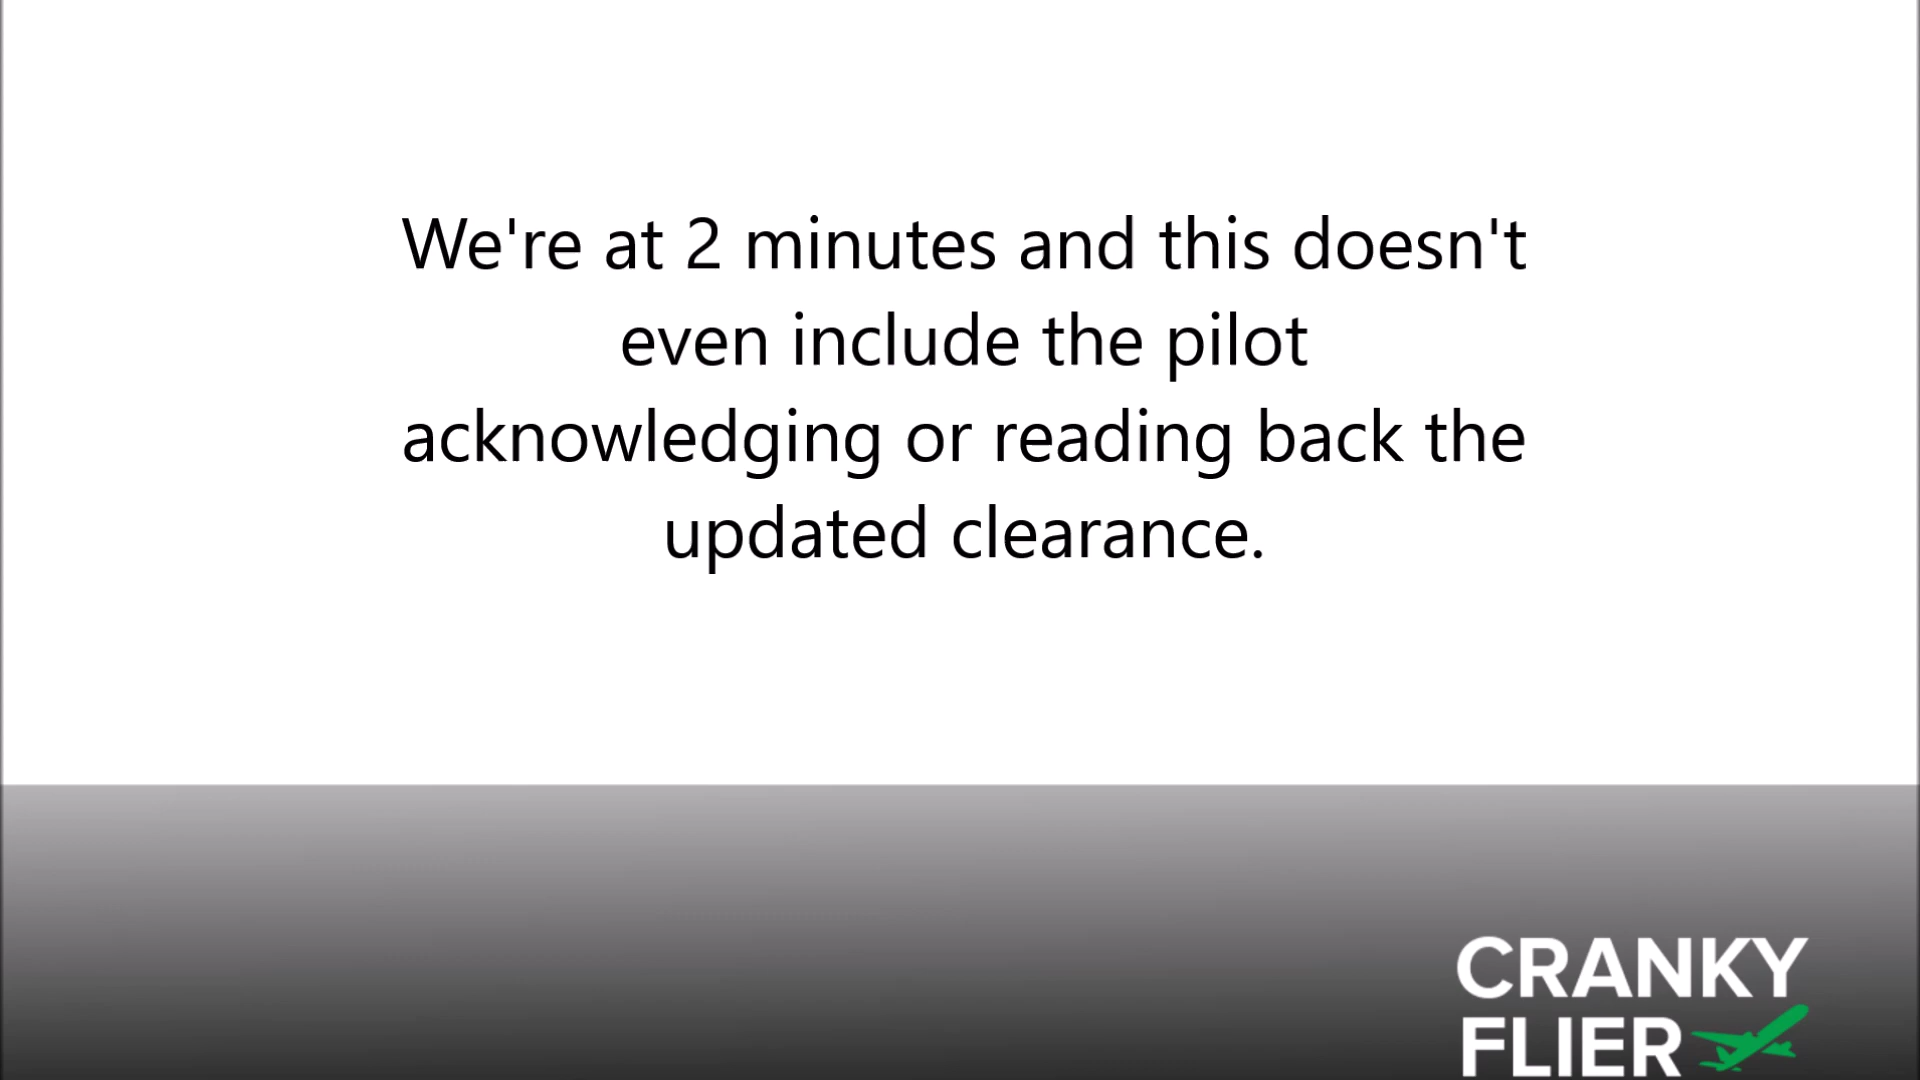 We're at 2 minutes and this doesn't
even include the pilot
acknowledging or reading back the
updated clearance.
CRANKY
FLIER